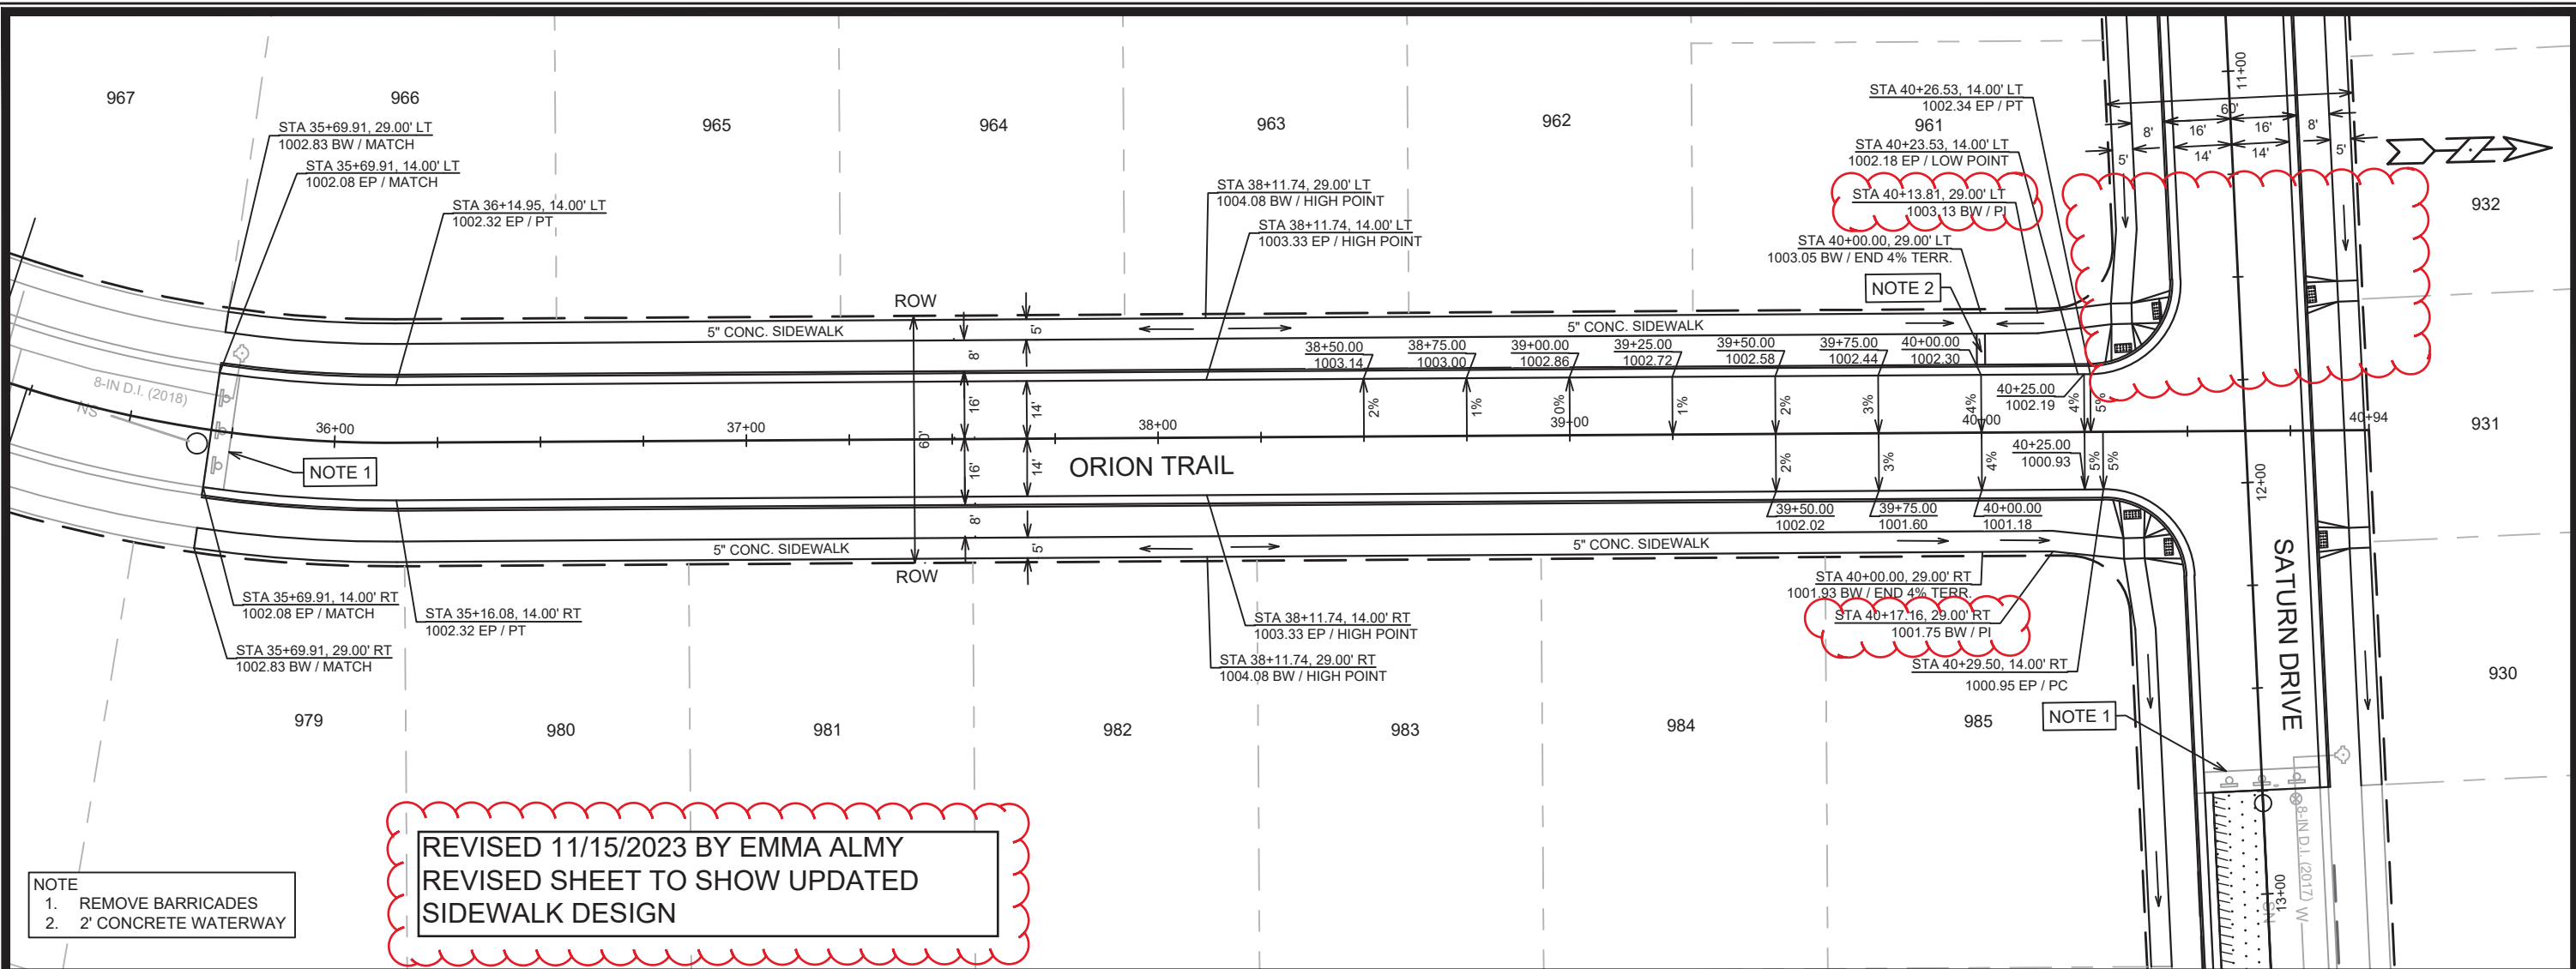 967
966
965
964
963
962
961
932
931
930
STA 35+69.91, 29.00' LT
1002.83 BW / MATCH
STA 35+69.91, 14.00' LT
1002.08 EP / MATCH
STA 36+14.95, 14.00' LT
1002.32 EP / PT
STA 38+11.74, 29.00' LT
1004.08 BW / HIGH POINT
STA 38+11.74, 14.00' LT
1003.33 EP / HIGH POINT
STA 40+26.53, 14.00' LT
1002.34 EP / PT
STA 40+23.53, 14.00' LT
1002.18 EP / LOW POINT
STA 40+13.81, 29.00' LT
1003.13 BW / PI
STA 40+00.00, 29.00' LT
1003.05 BW / END 4% TERR.
NOTE 2
11+00
60'
8'
16'
16'
8'
5'
14'
14'
5'
ROW
5" CONC. SIDEWALK
5'
5" CONC. SIDEWALK
8'
38+50.00
1003.14
38+75.00
1003.00
39+00.00
1002.86
39+25.00
1002.72
39+50.00
1002.58
39+75.00
1002.44
40+00.00
1002.30
40+25.00
1002.19
8-IN D.I. (2018)
NS
16'
14'
2%
1%
0%
1%
2%
3%
4%
4%
5%
36+00
37+00
60'
38+00
39+00
40+00
40+94
NOTE 1
16'
14'
ORION TRAIL
2%
3%
4%
5%
5%
40+25.00
1000.93
12+00
39+50.00
1002.02
39+75.00
1001.60
40+00.00
1001.18
8'
5" CONC. SIDEWALK
5'
5" CONC. SIDEWALK
ROW
SATURN DRIVE
STA 35+69.91, 14.00' RT
1002.08 EP / MATCH
STA 35+16.08, 14.00' RT
1002.32 EP / PT
STA 35+69.91, 29.00' RT
1002.83 BW / MATCH
STA 38+11.74, 14.00' RT
1003.33 EP / HIGH POINT
STA 38+11.74, 29.00' RT
1004.08 BW / HIGH POINT
STA 40+00.00, 29.00' RT
1001.93 BW / END 4% TERR.
STA 40+17.16, 29.00' RT
1001.75 BW / PI
STA 40+29.50, 14.00' RT
1000.95 EP / PC
NOTE 1
979
980
981
982
983
984
985
8-IN D.I. (2017)
W
NS
13+00
REVISED 11/15/2023 BY EMMA ALMY
REVISED SHEET TO SHOW UPDATED
SIDEWALK DESIGN
NOTE
1. REMOVE BARRICADES
2. 2' CONCRETE WATERWAY